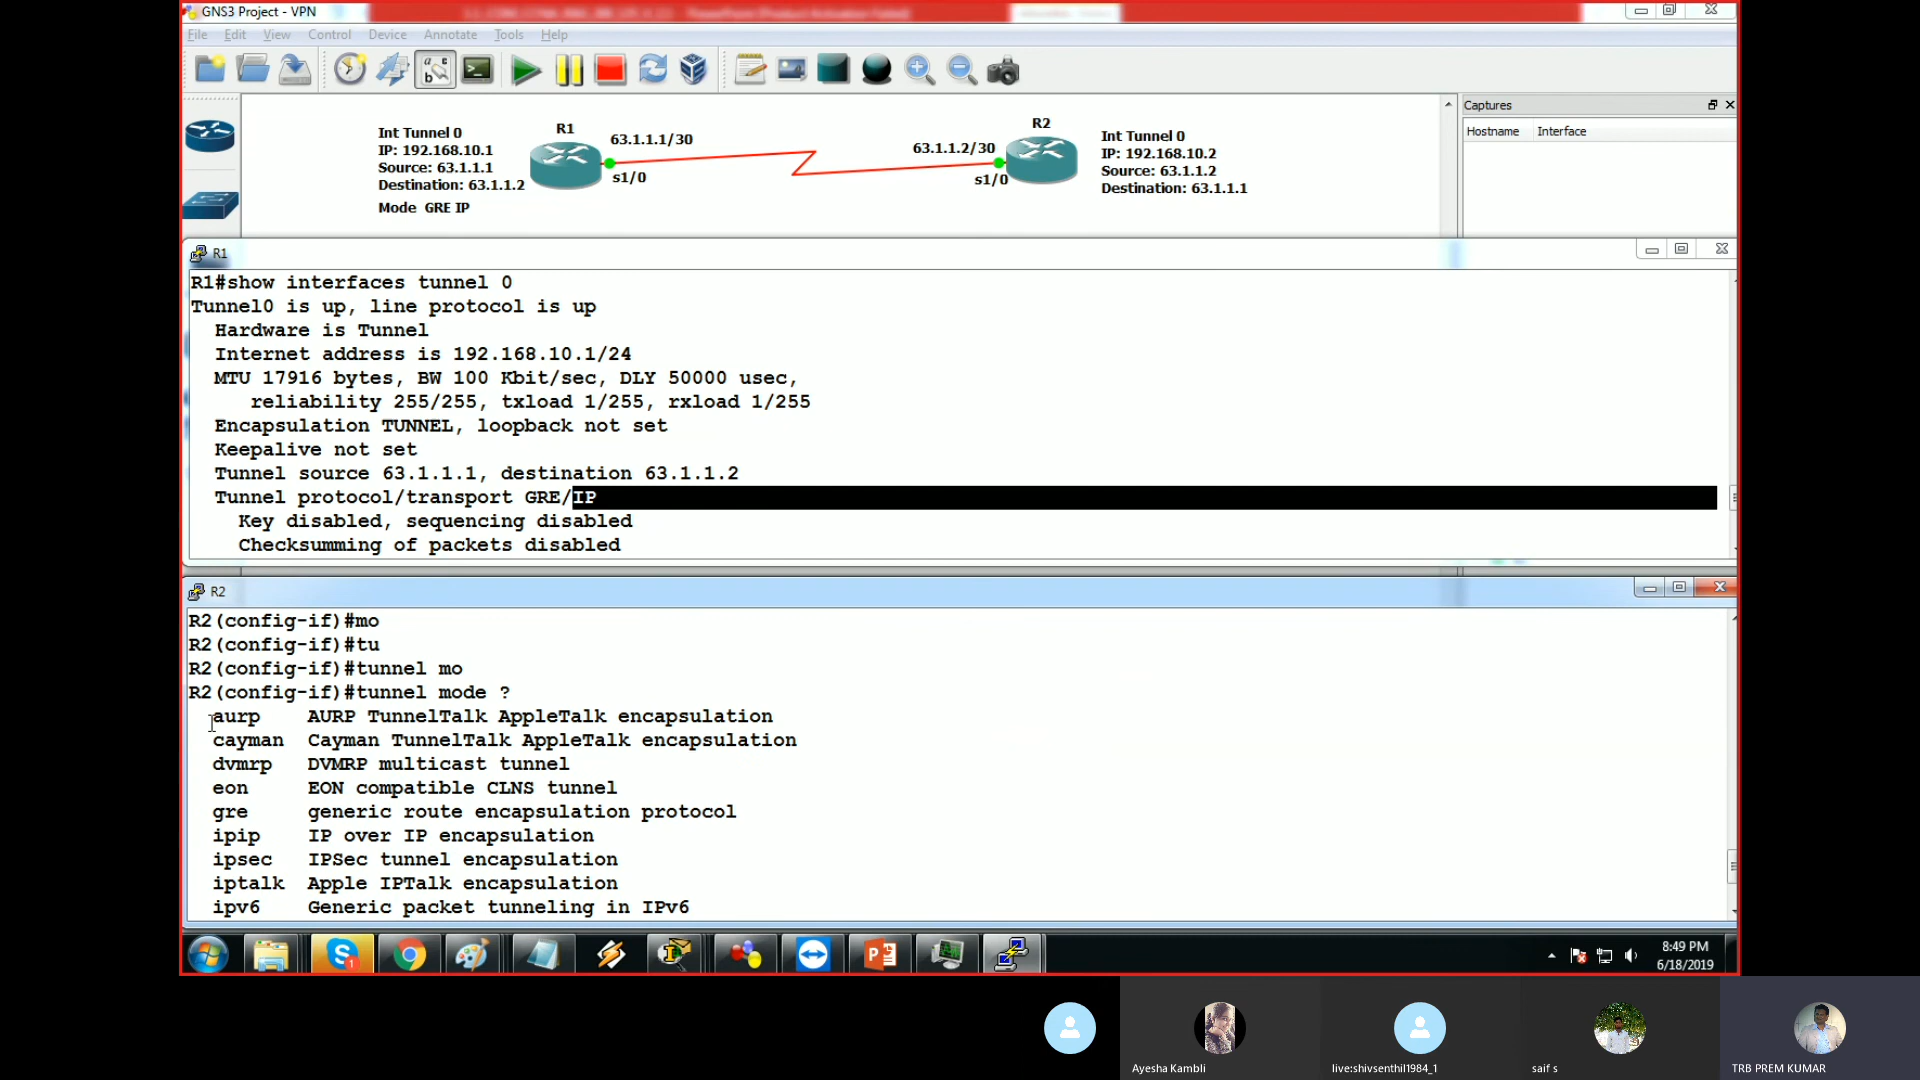 GNS3 Project - VPN
File Edit View Control Device Annotate Tools Help
Captures
Hostname Interface
Int Tunnel 0
IP: 192.168.10.1
Source: 63.1.1.1
Destination: 63.1.1.2
Mode GRE IP
R1
63.1.1.1/30
s1/0
63.1.1.2/30
s1/0
R2
Int Tunnel 0
IP: 192.168.10.2
Source: 63.1.1.2
Destination: 63.1.1.1
R1
R1#show interfaces tunnel 0
Tunnel0 is up, line protocol is up
Hardware is Tunnel
Internet address is 192.168.10.1/24
MTU 17916 bytes, BW 100 Kbit/sec, DLY 50000 usec,
reliability 255/255, txload 1/255, rxload 1/255
Encapsulation TUNNEL, loopback not set
Keepalive not set
Tunnel source 63.1.1.1, destination 63.1.1.2
Tunnel protocol/transport GRE/IP
Key disabled, sequencing disabled
Checksumming of packets disabled
R2
R2(config-if)#mo
R2(config-if)#tu
R2(config-if)#tunnel mo
R2(config-if)#tunnel mode ?
aurp AURP TunnelTalk AppleTalk encapsulation
cayman Cayman TunnelTalk AppleTalk encapsulation
dvmrp DVMRP multicast tunnel
eon EON compatible CLNS tunnel
gre generic route encapsulation protocol
ipip IP over IP encapsulation
ipsec IPSec tunnel encapsulation
iptalk Apple IPTalk encapsulation
ipv6 Generic packet tunneling in IPv6
8:49 PM
6/18/2019
Ayesha Kambli
live:shivsenthil1984_1
saif s
TRB PREM KUMAR